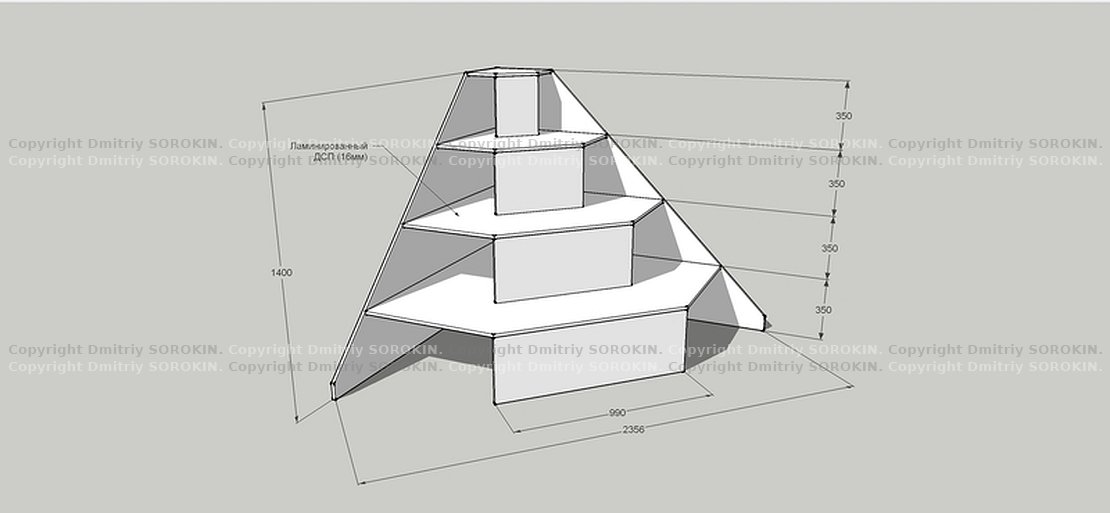 350
Copyright Dmitriy SOROKIN. Copyright Dmitriy SOROKIN. Copyright Dmitriy SOROKIN. Copyright Dmitriy SOROKIN. Copyright Dmitriy SOROKIN.
Ламинированный
Copyright Dmitriy SOROKIN. Copyright Dmitriy SOROKIN. Copyright Dmitriy SOROKIN. Copyright Dmitriy SOROKIN. Copyright Dmitriy SOROKIN.
ДСП (16мм)
350
350
1400
350
Copyright Dmitriy SOROKIN. Copyright Dmitriy SOROKIN. Copyright Dmitriy SOROKIN. Copyright Dmitriy SOROKIN. Copyright Dmitriy SOROKIN.
Copyright Dmitriy SOROKIN. Copyright Dmitriy SOROKIN. Copyright Dmitriy SOROKIN. Copyright Dmitriy SOROKIN. Copyright Dmitriy SOROKIN.
990
2356